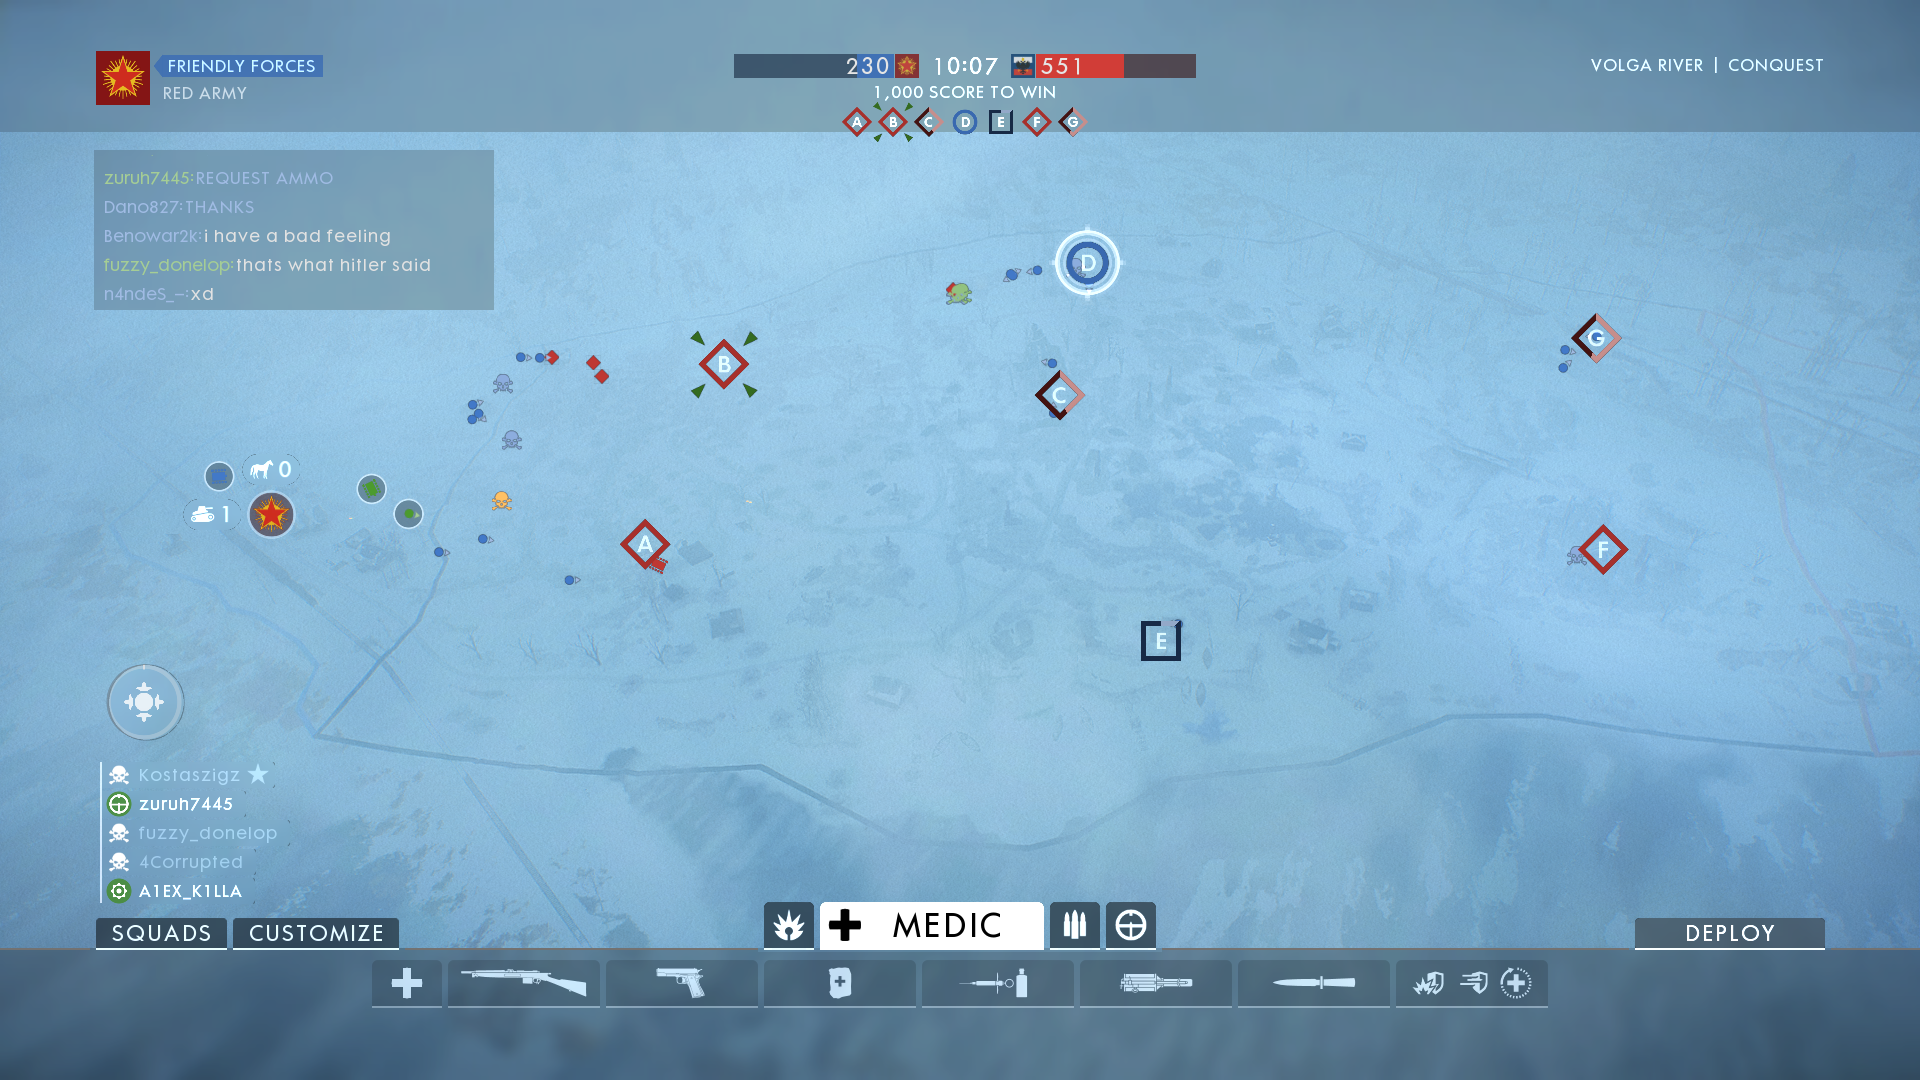 FRIENDLY FORCES
RED ARMY
230 10:07 551
1,000 SCORE TO WIN
A B C D E F G
VOLGA RIVER | CONQUEST
zuruh7445:REQUEST AMMO
Dano827:THANKS
Benowar2k:i have a bad feeling
fuzzy_donelop:thats what hitler said
n4ndeS_-:xd
D
G
B
C
0
1
A
F
E
Kostaszigz
zuruh7445
fuzzy_donelop
4Corrupted
A1EX_K1LLA
SQUADS CUSTOMIZE
MEDIC
DEPLOY